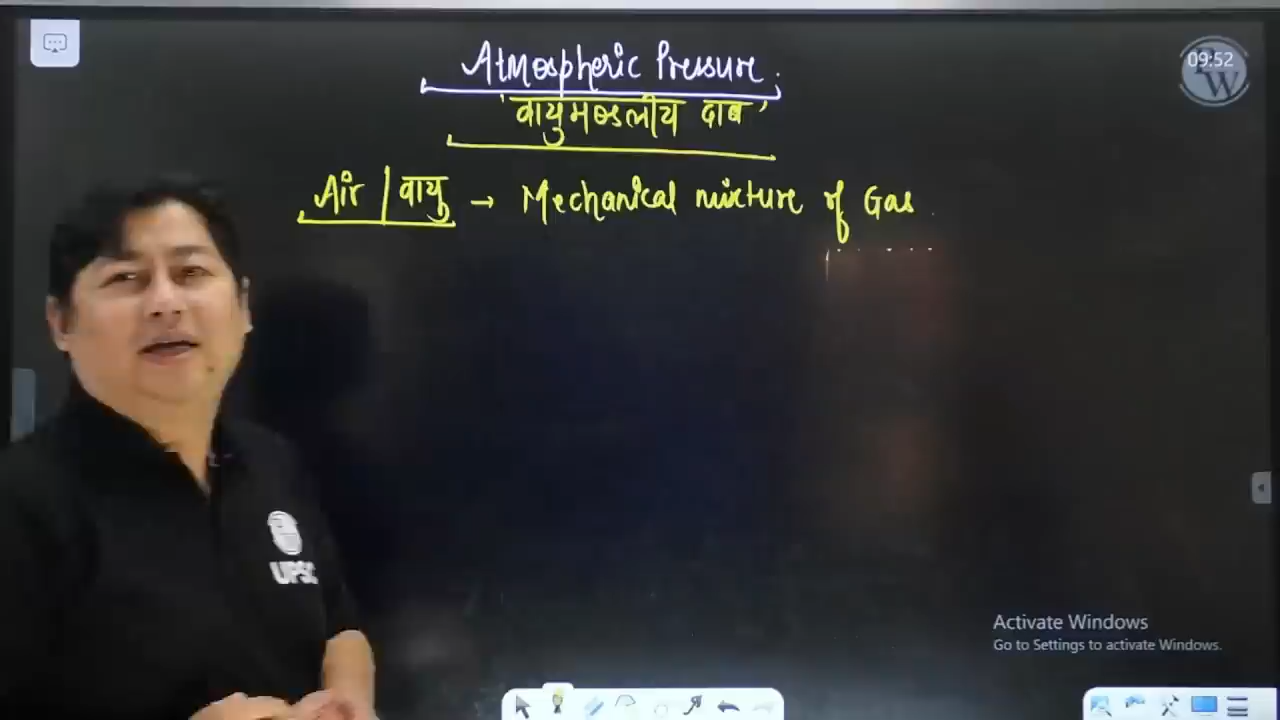 Atmospheric Pressure.
'वायुमण्डलीय दाब'
Air | वायु → Mechanical mixture of Gas
09:52
PW
UPSC
Activate Windows
Go to Settings to activate Windows.